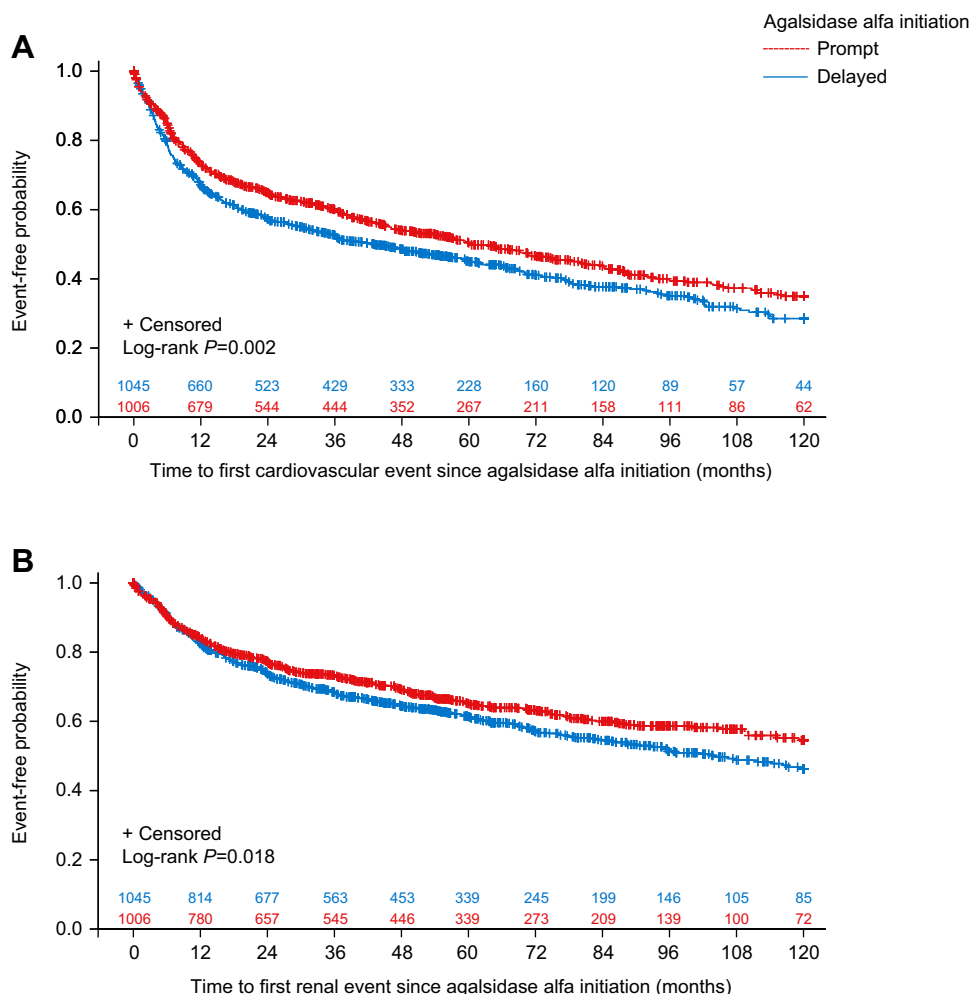 Agalsidase alfa initiation
Prompt
Delayed
A
Event-free probability
1.0
0.8
0.6
0.4
0.2
0.0
+ Censored
Log-rank P=0.002
1045 660 523 429 333 228 160 120 89 57 44
1006 679 544 444 352 267 211 158 111 86 62
0 12 24 36 48 60 72 84 96 108 120
Time to first cardiovascular event since agalsidase alfa initiation (months)
B
Event-free probability
1.0
0.8
0.6
0.4
0.2
0.0
+ Censored
Log-rank P=0.018
1045 814 677 563 453 339 245 199 146 105 85
1006 780 657 545 446 339 273 209 139 100 72
0 12 24 36 48 60 72 84 96 108 120
Time to first renal event since agalsidase alfa initiation (months)